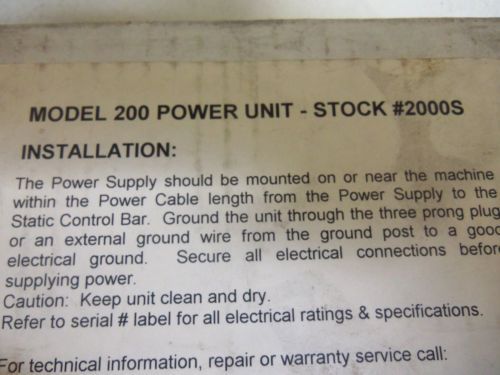 MODEL 200 POWER UNIT - STOCK #2000S
INSTALLATION:
The Power Supply should be mounted on or near the machine
within the Power Cable length from the Power Supply to the
Static Control Bar. Ground the unit through the three prong plug
or an external ground wire from the ground post to a good
electrical ground. Secure all electrical connections before
supplying power.
Caution: Keep unit clean and dry.
Refer to serial # label for all electrical ratings & specifications.
For technical information, repair or warranty service call: